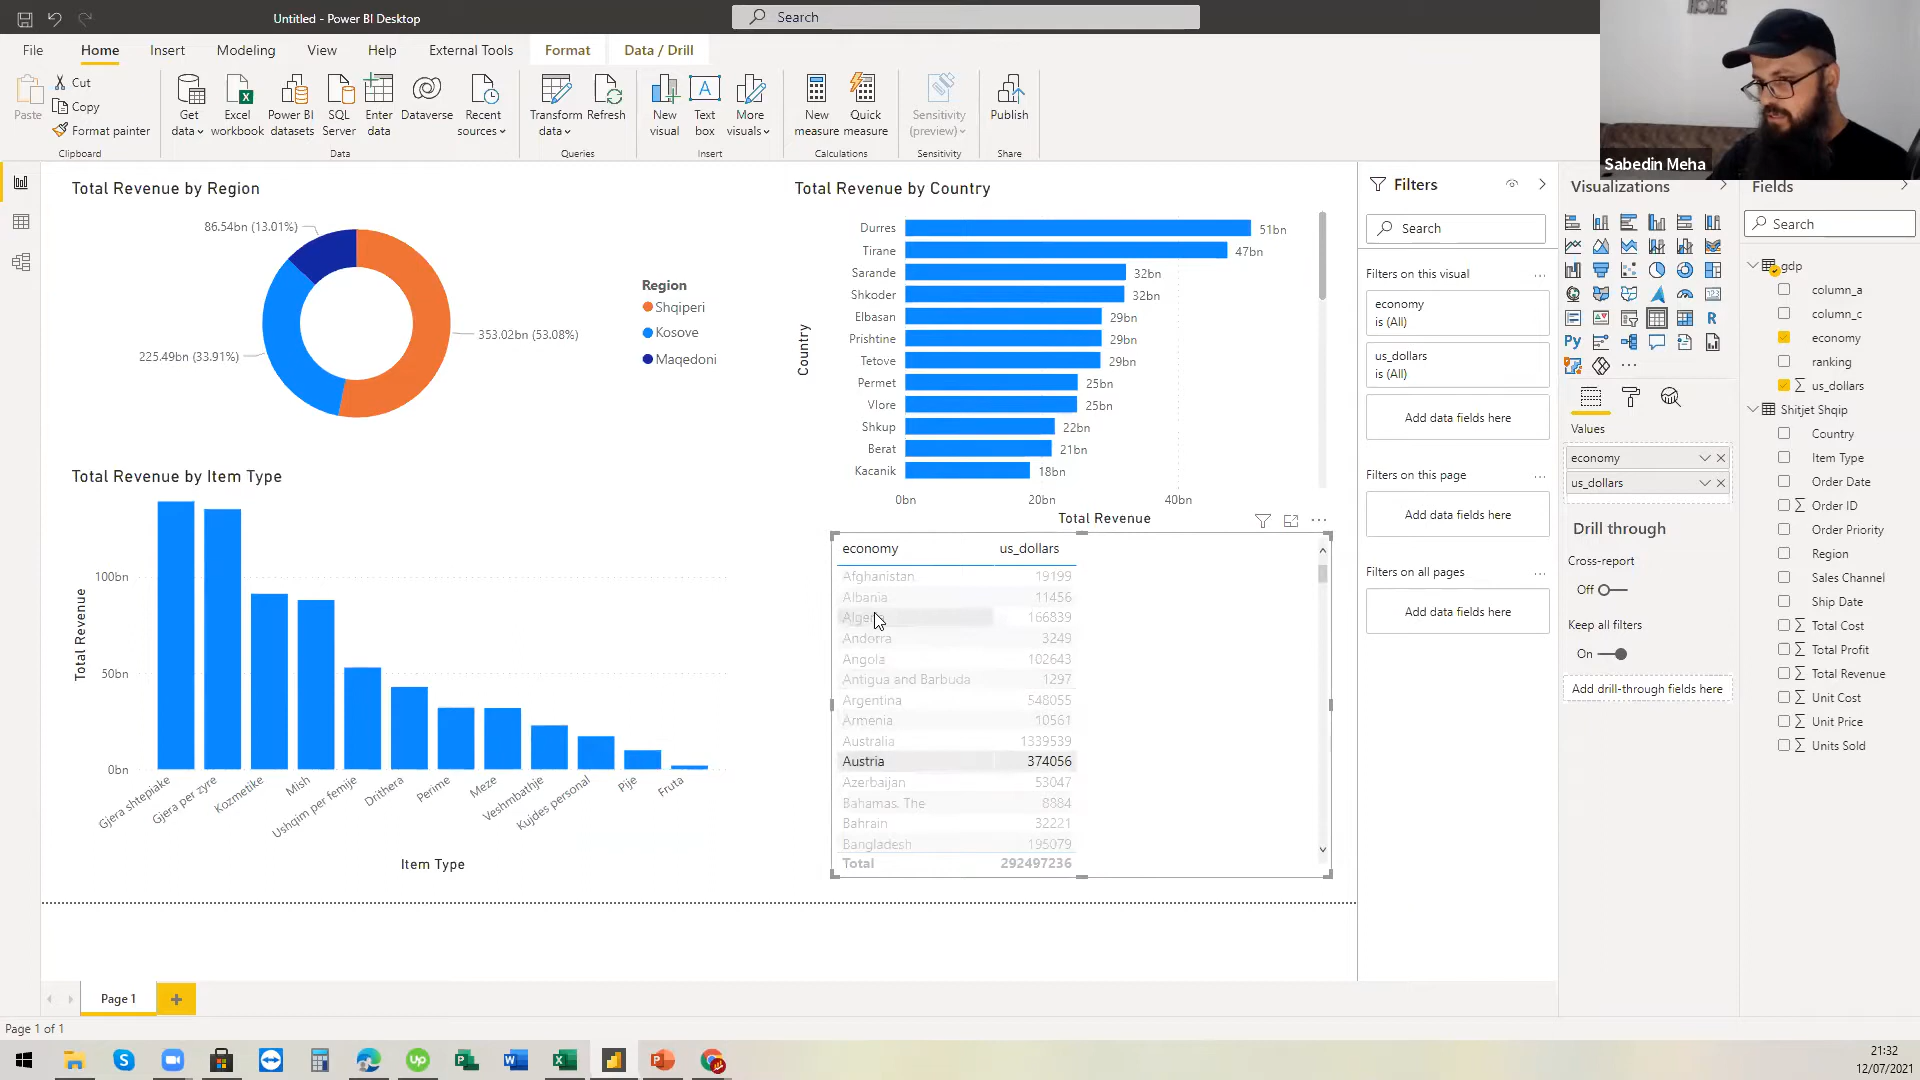 Untitled - Power BI Desktop
Search
File
Home
Insert
Modeling
View
Help
External Tools
Format
Data / Drill
Paste
Cut
Copy
Format painter
Clipboard
Get data
Excel workbook
Power BI datasets
SQL Server
Enter data
Dataverse
Recent sources
Data
Transform data
Refresh
Queries
New visual
Text box
More visuals
Insert
New measure
Quick measure
Calculations
Sensitivity (preview)
Sensitivity
Publish
Share
Sabedin Meha
Total Revenue by Region
86.54bn (13.01%)
353.02bn (53.08%)
225.49bn (33.91%)
Region
Shqiperi
Kosove
Maqedoni
Total Revenue by Country
Country
Durres 51bn
Tirane 47bn
Sarande 32bn
Shkoder 32bn
Elbasan 29bn
Prishtine 29bn
Tetove 29bn
Permet 25bn
Vlore 25bn
Shkup 22bn
Berat 21bn
Kacanik 18bn
0bn 20bn 40bn
Total Revenue
Total Revenue by Item Type
Total Revenue
100bn
50bn
0bn
Gjera shtepiake
Gjera per zyre
Kozmetike
Mish
Ushqim per femije
Drithera
Perime
Meze
Veshmbathje
Kujdes personal
Pije
Fruta
Item Type
economy us_dollars
Afghanistan 19199
Albania 11456
166839
Andorra 3249
Angola 102643
Antigua and Barbuda 1297
Argentina 548055
Armenia 10561
Australia 1339539
Austria 374056
Azerbaijan 53047
Bahamas, The 8884
Bahrain 32221
Bangladesh 195079
Total 292497236
Filters
Search
Filters on this visual
economy
is (All)
us_dollars
is (All)
Add data fields here
Filters on this page
Add data fields here
Filters on all pages
Add data fields here
Visualizations
R
Py
123
Values
economy
us_dollars
Drill through
Cross-report
Off
Keep all filters
On
Add drill-through fields here
Fields
Search
gdp
column_a
column_c
economy
ranking
us_dollars
Shitjet Shqip
Country
Item Type
Order Date
Order ID
Order Priority
Region
Sales Channel
Ship Date
Total Cost
Total Profit
Total Revenue
Unit Cost
Unit Price
Units Sold
Page 1
Page 1 of 1
21:32
12/07/2021